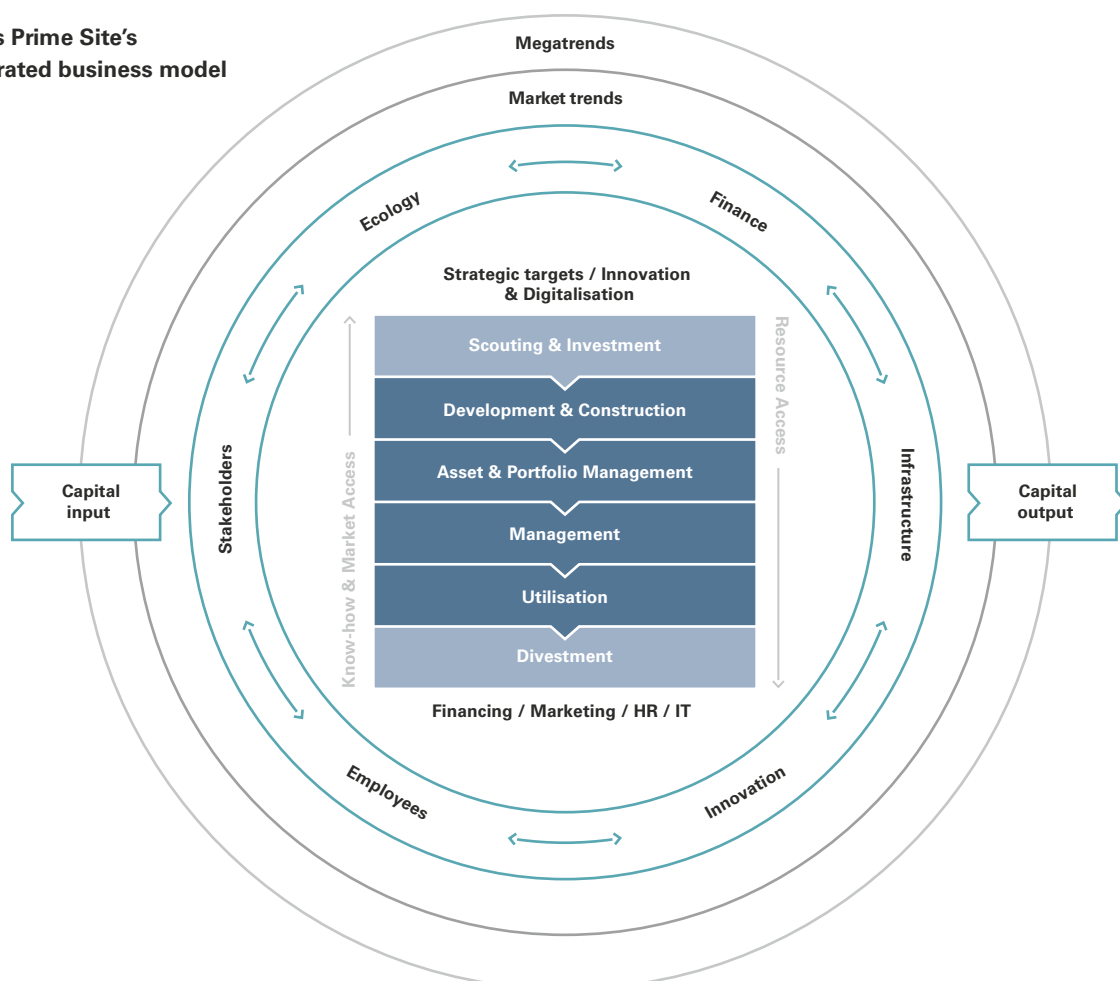 s Prime Site's
rated business model
Megatrends
Market trends
Ecology
Finance
Strategic targets / Innovation
& Digitalisation
Scouting & Investment
Resource Access
Development & Construction
Asset & Portfolio Management
Know-how & Market Access
Stakeholders
Infrastructure
Capital
input
Capital
output
Management
Utilisation
Divestment
Financing / Marketing / HR / IT
Employees
Innovation